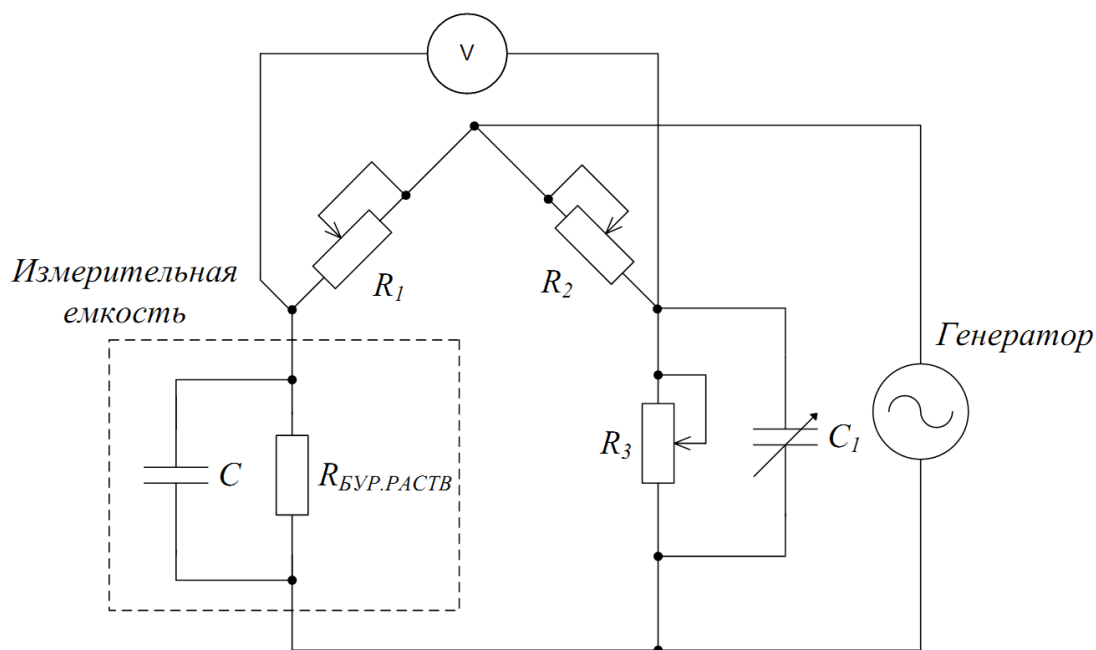 V
R1
R2
Измерительная
емкость
Генератор
C
RБУР.РАСТВ
R3
C1